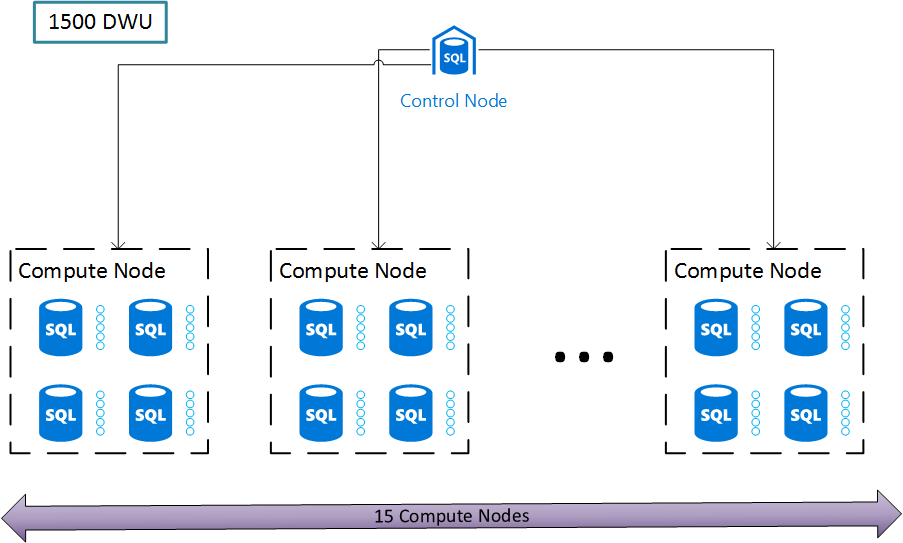 1500 DWU
SQL
Control Node
Compute Node
Compute Node
Compute Node
SQL SQL SQL SQL SQL SQL
SQL SQL SQL SQL SQL SQL
15 Compute Nodes